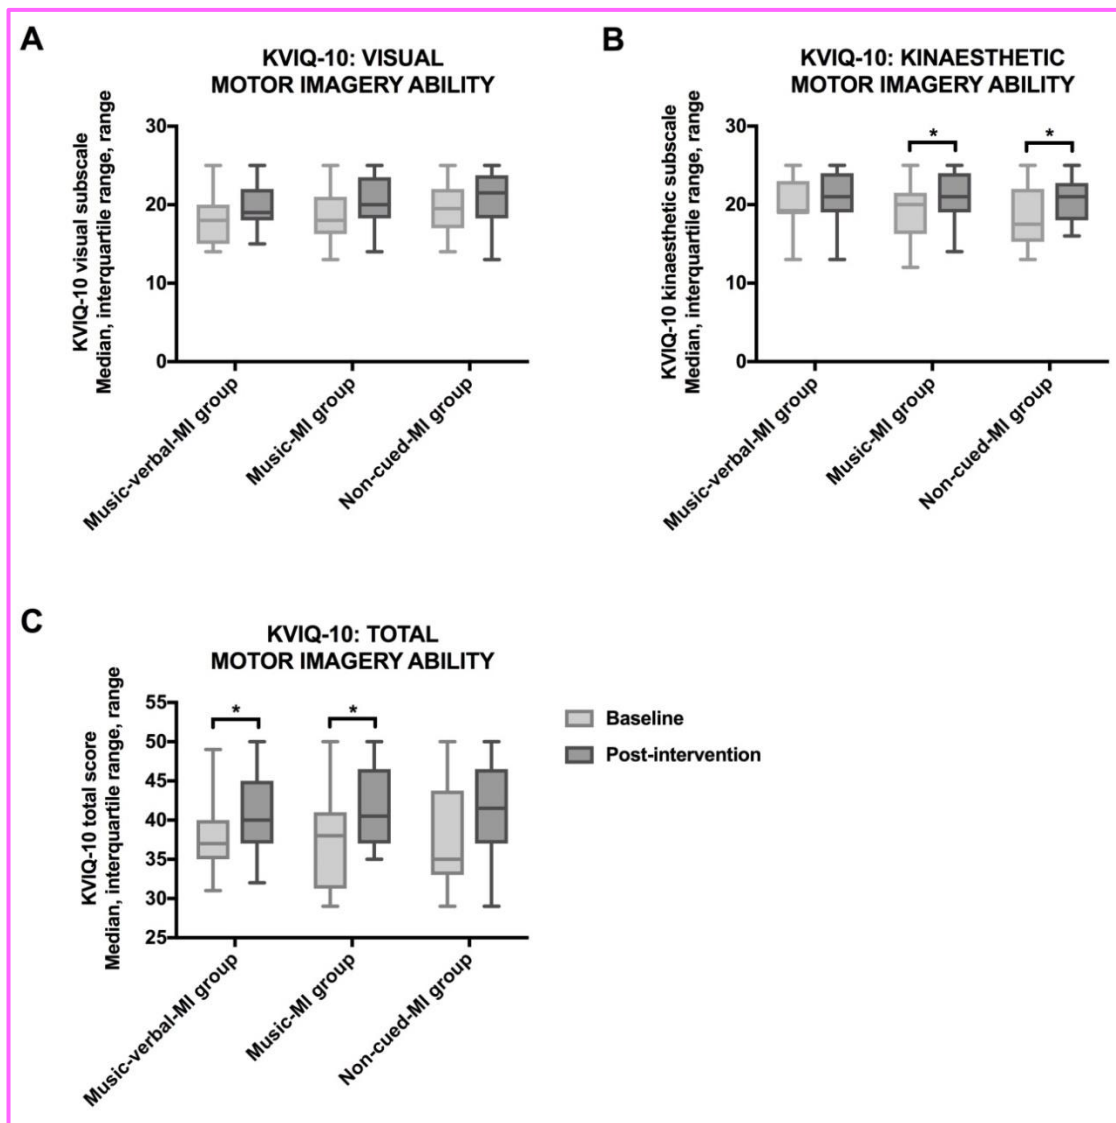 A
KVIQ-10: VISUAL
MOTOR IMAGERY ABILITY
KVIQ-10 visual subscale
Median, interquartile range, range
30
20
10
0
Music-verbal-MI group
Music-MI group
Non-cued-MI group
B
KVIQ-10: KINAESTHETIC
MOTOR IMAGERY ABILITY
KVIQ-10 kinaesthetic subscale
Median, interquartile range, range
30
20
10
0
*
*
Music-verbal-MI group
Music-MI group
Non-cued-MI group
C
KVIQ-10: TOTAL
MOTOR IMAGERY ABILITY
KVIQ-10 total score
Median, interquartile range, range
55
50
45
40
35
30
25
*
*
Music-verbal-MI group
Music-MI group
Non-cued-MI group
Baseline
Post-intervention